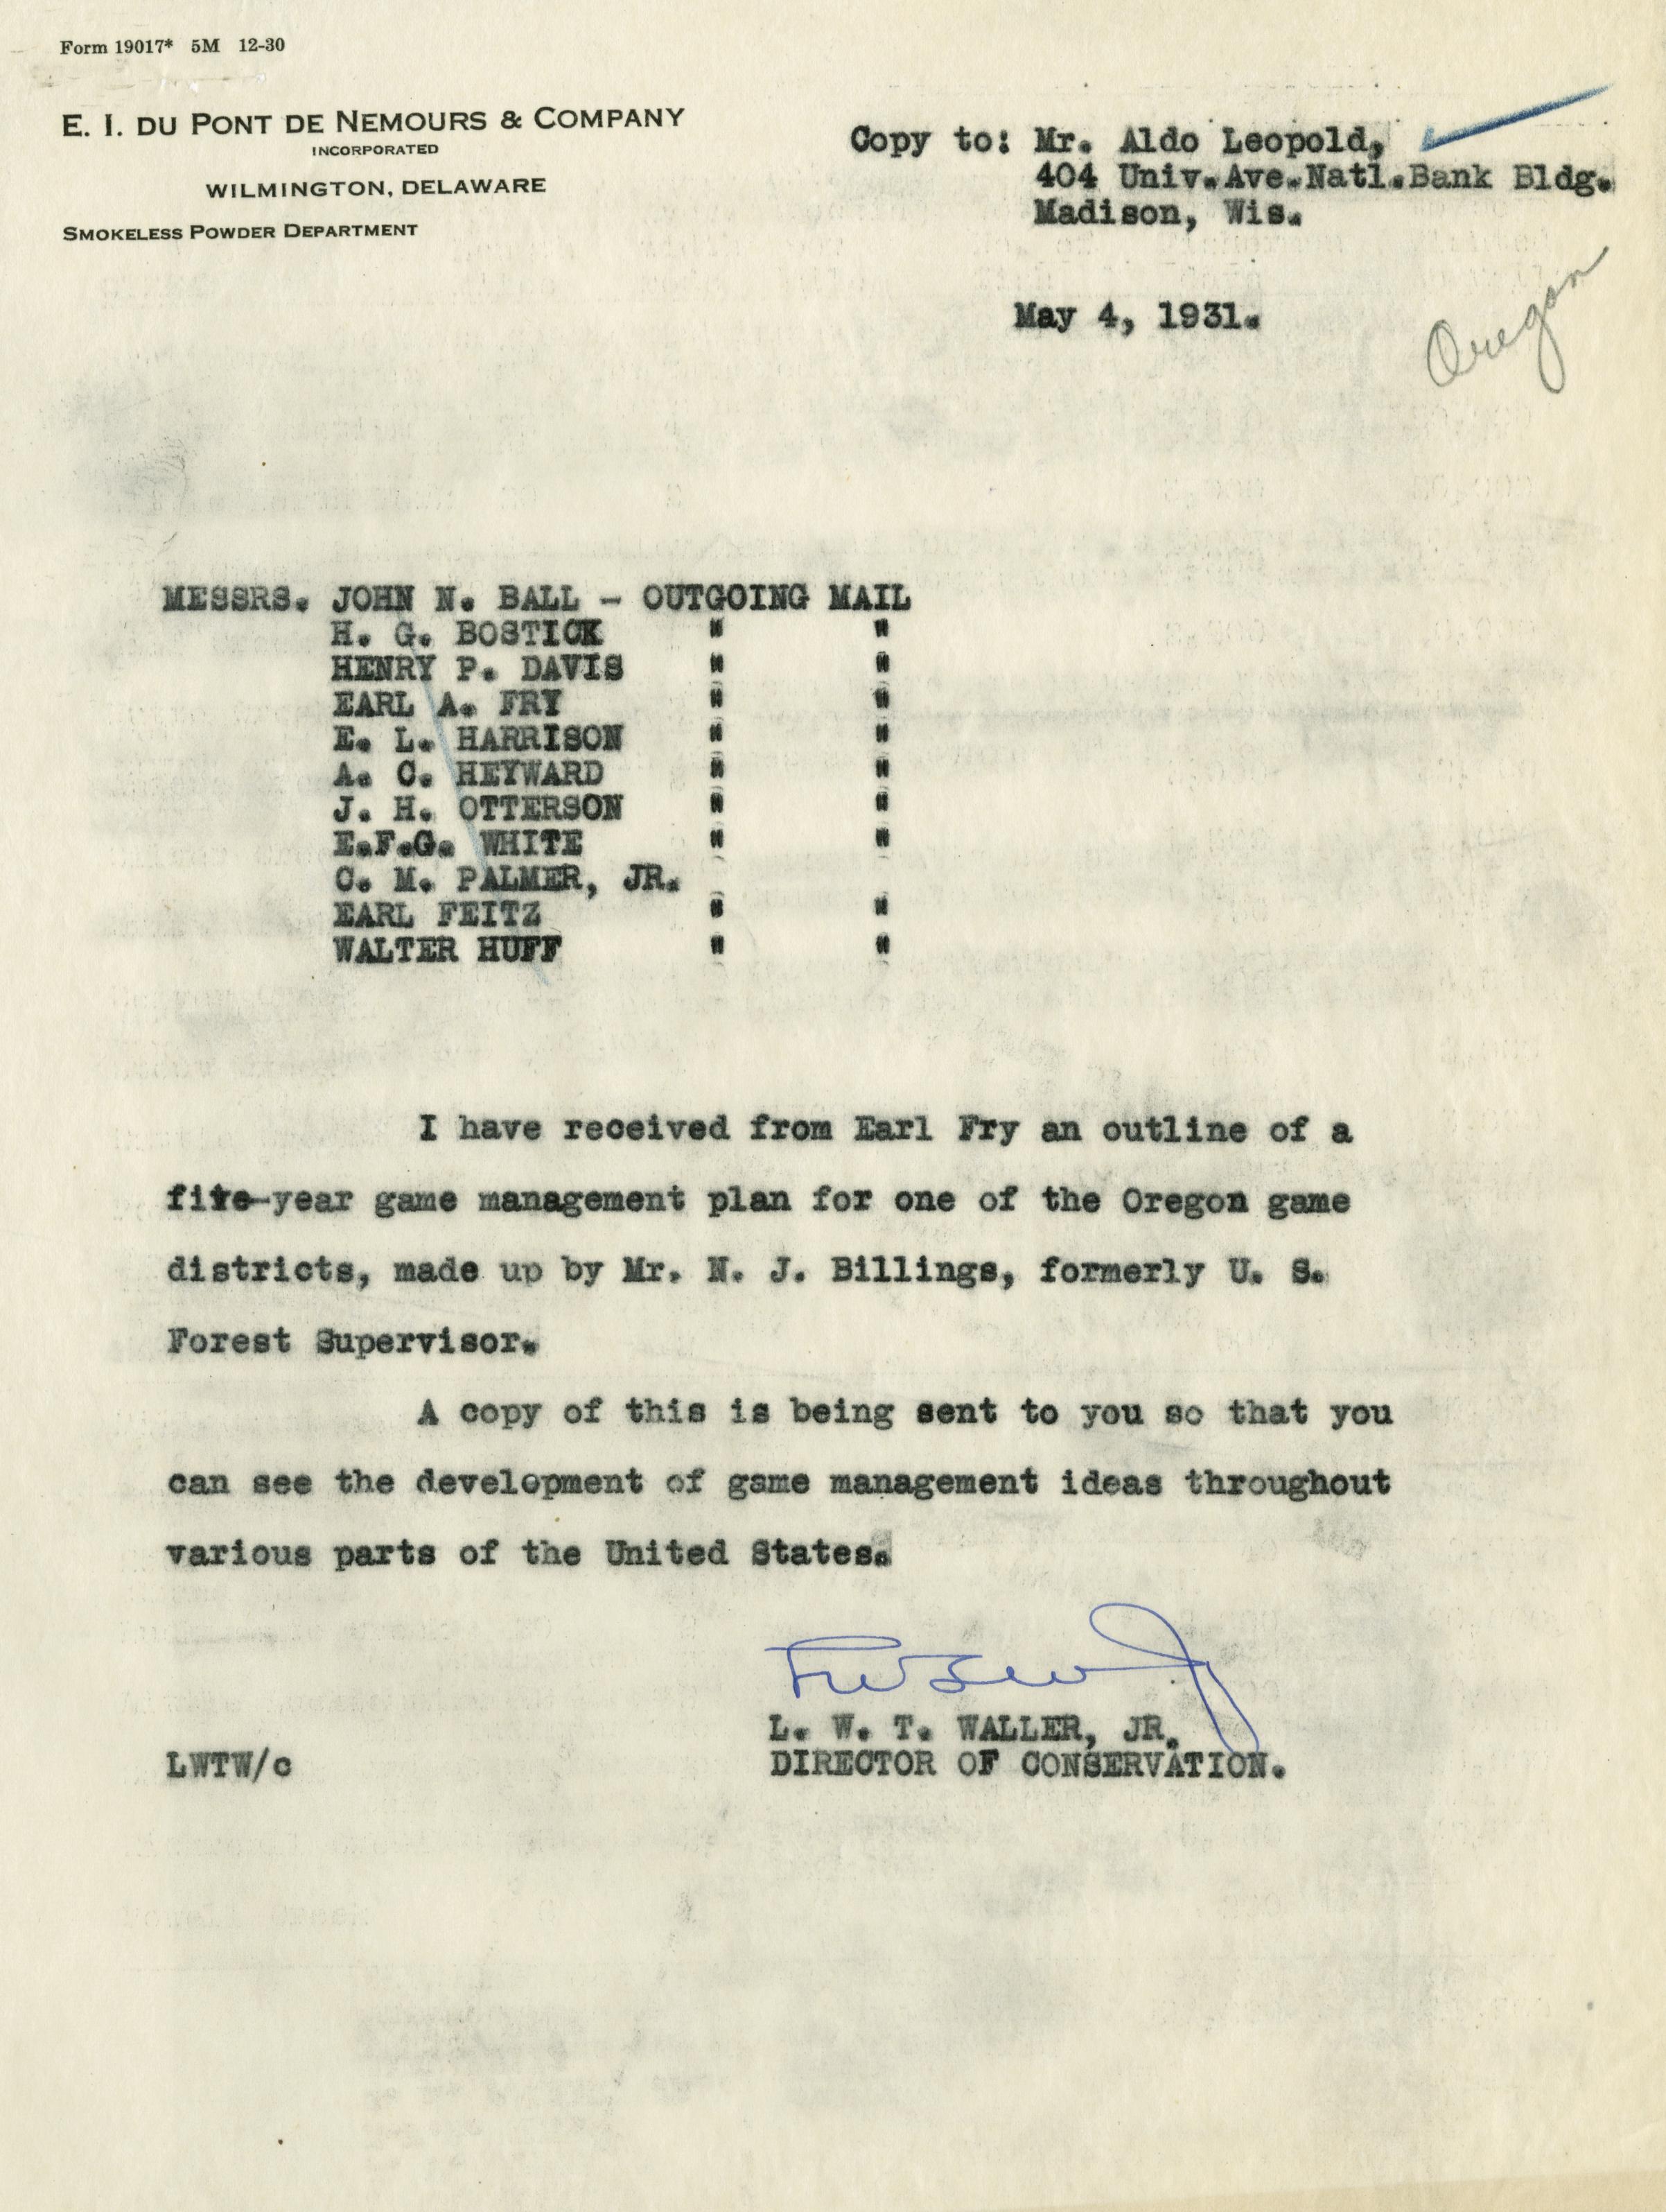 Form 19017* 5M 12-30
E. I. DU PONT DE NEMOURS & COMPANY
INCORPORATED
WILMINGTON, DELAWARE
SMOKELESS POWDER DEPARTMENT
Copy to: Mr. Aldo Leopold,
404 Univ.Ave.Natl.Bank Bldg.
Madison, Wis.
Oregon
May 4, 1931.
MESSRS. JOHN N. BALL - OUTGOING MAIL
H. G. BOSTICK " "
HENRY P. DAVIS " "
EARL A. FRY " "
E. L. HARRISON " "
A. C. HEYWARD " "
J. H. OTTERSON " "
E.F.G. WHITE " "
C. M. PALMER, JR.
EARL FEITZ " "
WALTER HUFF " "
I have received from Earl Fry an outline of a
five-year game management plan for one of the Oregon game
districts, made up by Mr. N. J. Billings, formerly U. S.
Forest Supervisor.
A copy of this is being sent to you so that you
can see the development of game management ideas throughout
various parts of the United States.
L. W. T. WALLER, JR.
DIRECTOR OF CONSERVATION.
LWTW/c